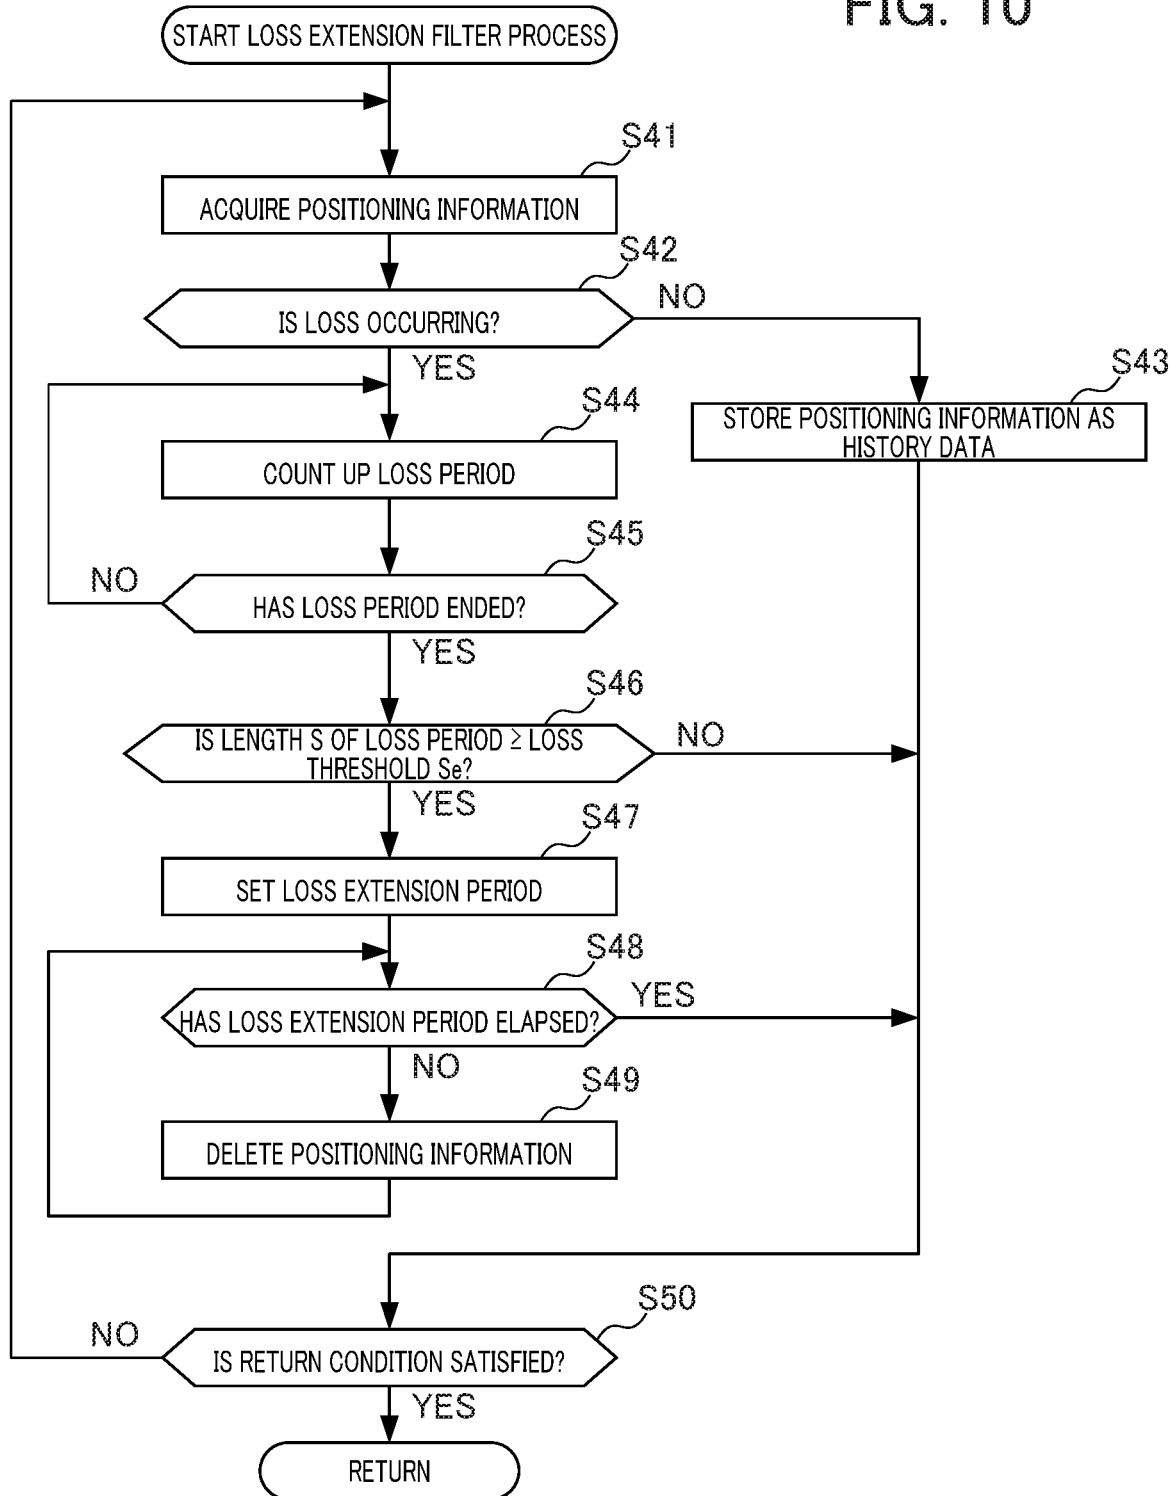 FIG. 10
START LOSS EXTENSION FILTER PROCESS
S41
ACQUIRE POSITIONING INFORMATION
S42
IS LOSS OCCURRING?
NO
YES
S43
STORE POSITIONING INFORMATION AS
HISTORY DATA
S44
COUNT UP LOSS PERIOD
S45
HAS LOSS PERIOD ENDED?
NO
YES
S46
IS LENGTH S OF LOSS PERIOD ≥ LOSS
THRESHOLD Se?
NO
YES
S47
SET LOSS EXTENSION PERIOD
S48
HAS LOSS EXTENSION PERIOD ELAPSED?
YES
NO
S49
DELETE POSITIONING INFORMATION
S50
IS RETURN CONDITION SATISFIED?
NO
YES
RETURN